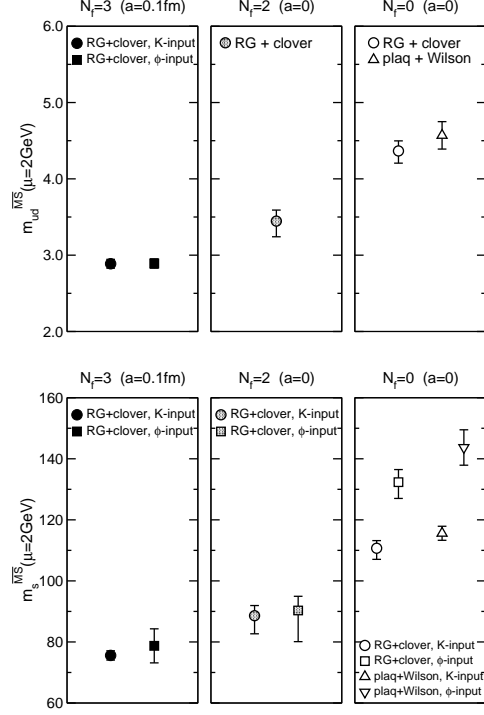 N_f=3 (a=0.1fm) N_f=2 (a=0) N_f=0 (a=0)
6.0
5.0
4.0
3.0
2.0
m_ud^M̅S̅(μ=2GeV)
RG+clover, K-input
RG+clover, ϕ-input
RG + clover
RG + clover
plaq + Wilson
N_f=3 (a=0.1fm) N_f=2 (a=0) N_f=0 (a=0)
160
140
120
100
80
60
m_s^M̅S̅(μ=2GeV)
RG+clover, K-input
RG+clover, ϕ-input
RG+clover, K-input
RG+clover, ϕ-input
RG+clover, K-input
RG+clover, ϕ-input
plaq+Wilson, K-input
plaq+Wilson, ϕ-input